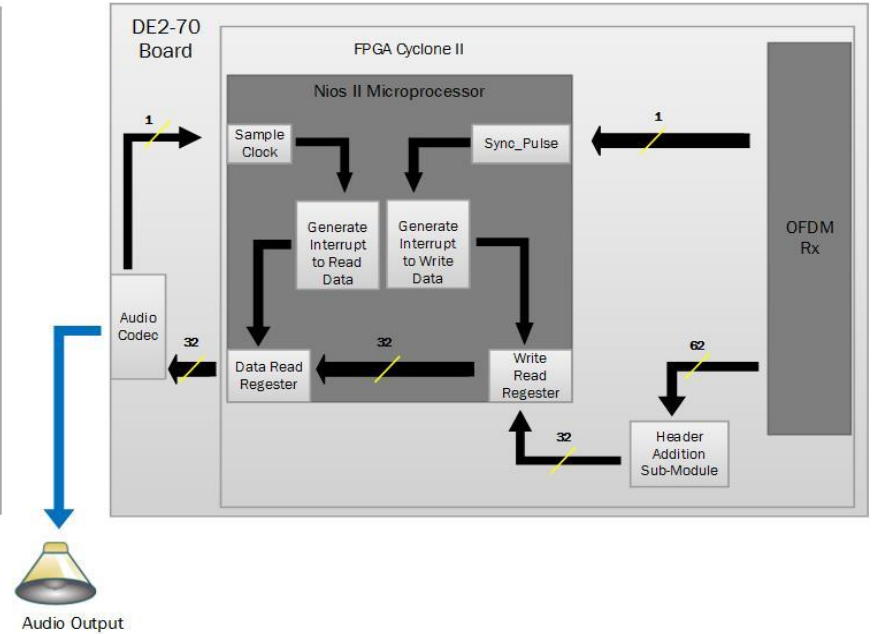 DE2-70
Board
FPGA Cyclone II
Nios II Microprocessor
1
Sample
Clock
Sync_Pulse
1
Generate
Interrupt
to Read
Data
Generate
Interrupt
to Write
Data
OFDM
Rx
Audio
Codec
32
Data Read
Regester
32
Write
Read
Regester
62
32
Header
Addition
Sub-Module
Audio Output